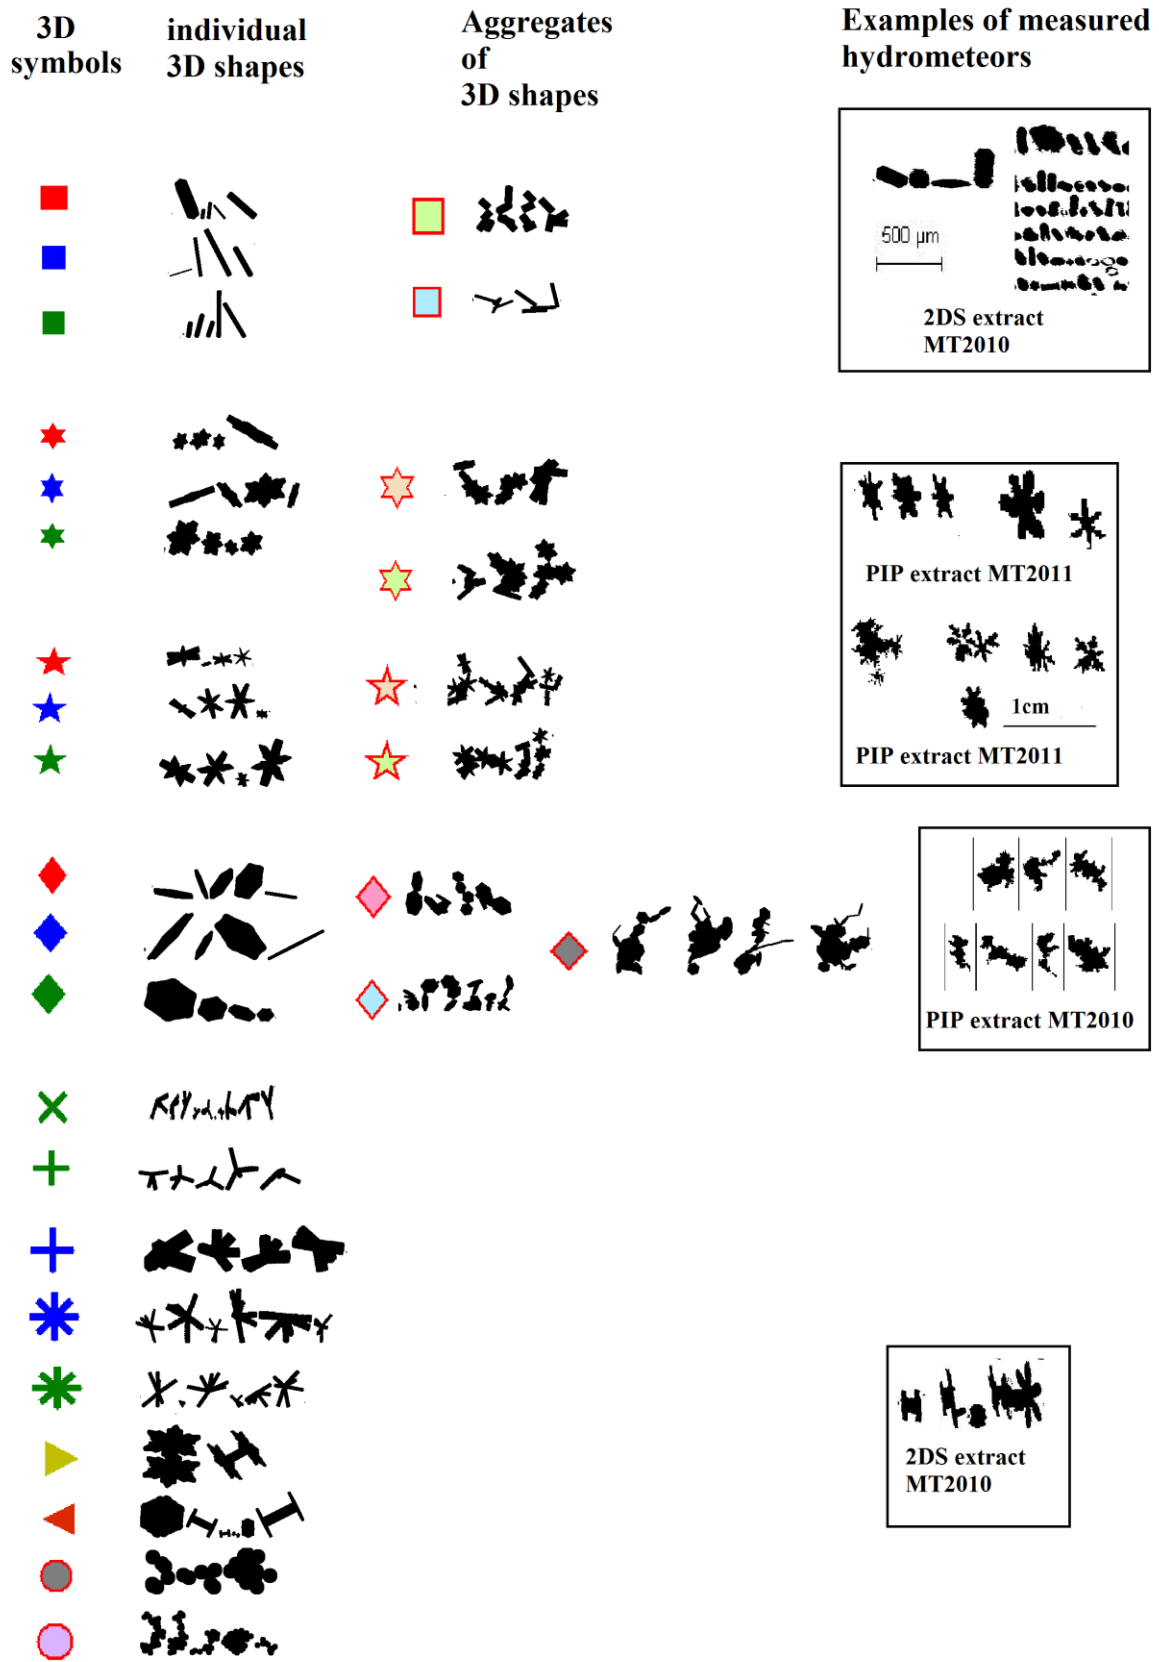 3D
symbols
individual
3D shapes
Aggregates
of
3D shapes
Examples of measured
hydrometeors
500 µm
2DS extract
MT2010
PIP extract MT2011
1cm
PIP extract MT2011
PIP extract MT2010
2DS extract
MT2010